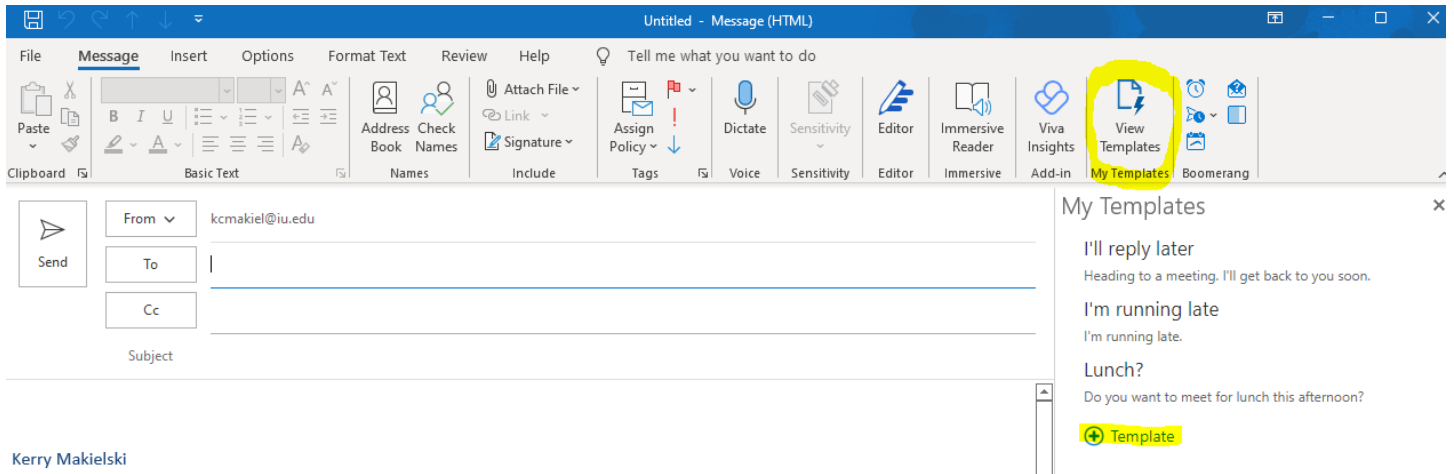 Untitled - Message (HTML)
File Message Insert Options Format Text Review Help Tell me what you want to do
Paste
B I U
A A
Address Book
Check Names
Attach File
Link
Signature
Assign Policy
Dictate
Sensitivity
Editor
Immersive Reader
Viva Insights
View Templates
Clipboard Basic Text Names Include Tags Voice Sensitivity Editor Immersive Add-in My Templates Boomerang
Send
From kcmakiel@iu.edu
To
Cc
Subject
Kerry Makielski
My Templates
I'll reply later
Heading to a meeting. I'll get back to you soon.
I'm running late
I'm running late.
Lunch?
Do you want to meet for lunch this afternoon?
Template